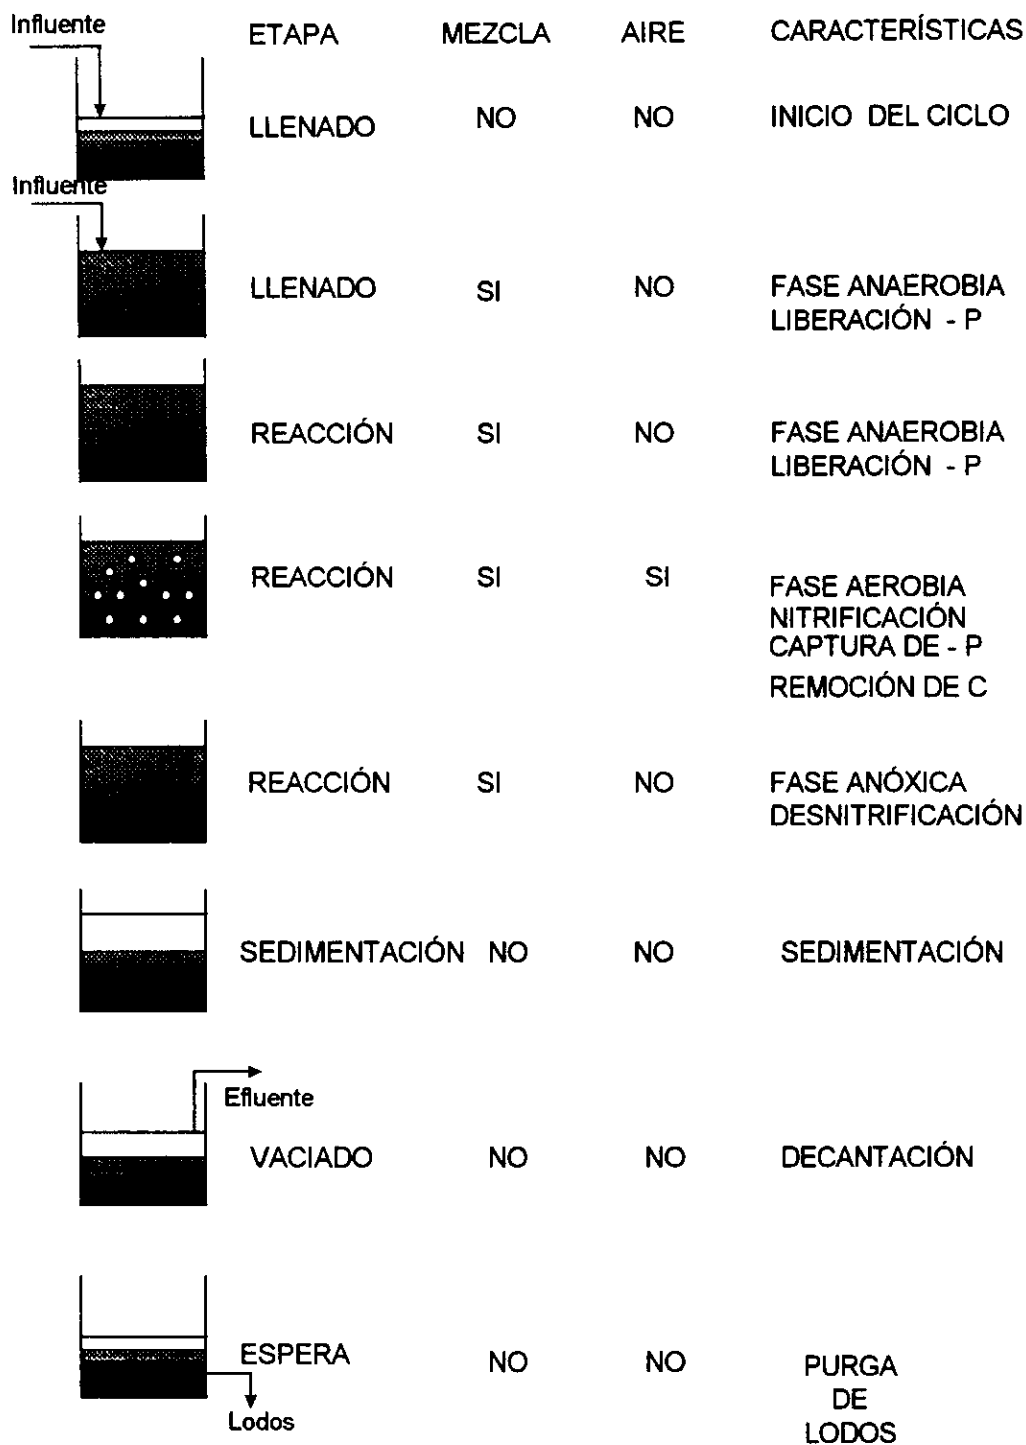 Influente
ETAPA MEZCLA AIRE CARACTERÍSTICAS
LLENADO NO NO INICIO DEL CICLO
Influente
LLENADO SI NO FASE ANAEROBIA
LIBERACIÓN - P
REACCIÓN SI NO FASE ANAEROBIA
LIBERACIÓN - P
REACCIÓN SI SI FASE AEROBIA
NITRIFICACIÓN
CAPTURA DE - P
REMOCIÓN DE C
REACCIÓN SI NO FASE ANÓXICA
DESNITRIFICACIÓN
SEDIMENTACIÓN NO NO SEDIMENTACIÓN
Efluente
VACIADO NO NO DECANTACIÓN
ESPERA NO NO PURGA
DE
Lodos LODOS